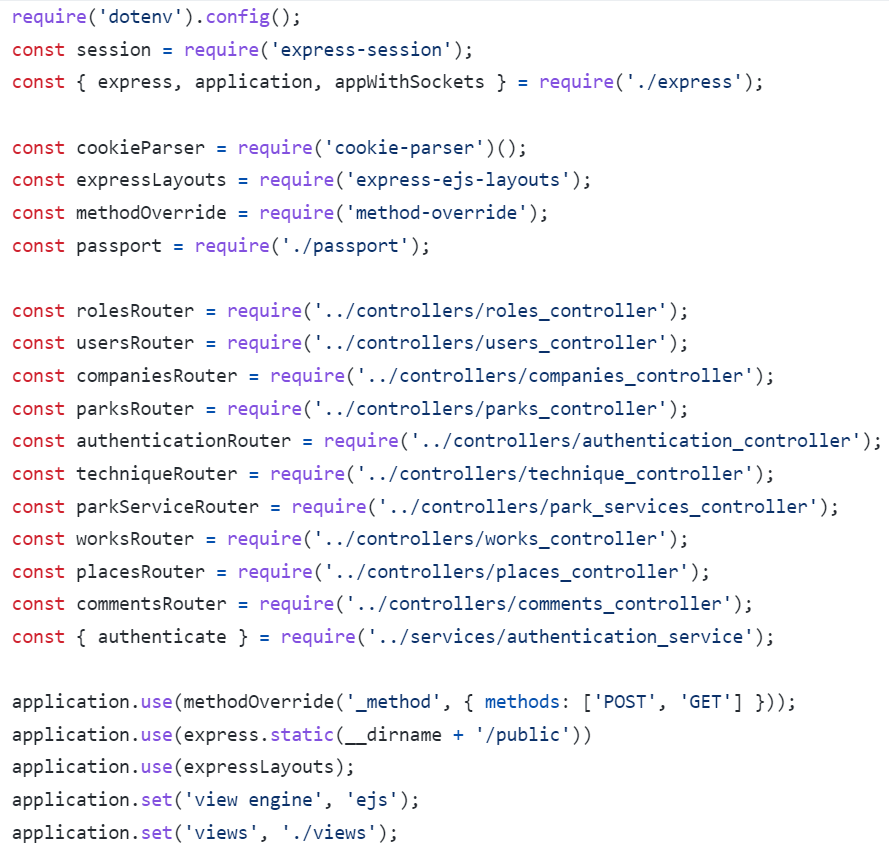 require('dotenv').config();
const session = require('express-session');
const { express, application, appWithSockets } = require('./express');
const cookieParser = require('cookie-parser')();
const expressLayouts = require('express-ejs-layouts');
const methodOverride = require('method-override');
const passport = require('./passport');
const rolesRouter = require('../controllers/roles_controller');
const usersRouter = require('../controllers/users_controller');
const companiesRouter = require('../controllers/companies_controller');
const parksRouter = require('../controllers/parks_controller');
const authenticationRouter = require('../controllers/authentication_controller');
const techniqueRouter = require('../controllers/technique_controller');
const parkServiceRouter = require('../controllers/park_services_controller');
const worksRouter = require('../controllers/works_controller');
const placesRouter = require('../controllers/places_controller');
const commentsRouter = require('../controllers/comments_controller');
const { authenticate } = require('../services/authentication_service');
application.use(methodOverride('_method', { methods: ['POST', 'GET'] }));
application.use(express.static(__dirname + '/public'))
application.use(expressLayouts);
application.set('view engine', 'ejs');
application.set('views', './views');